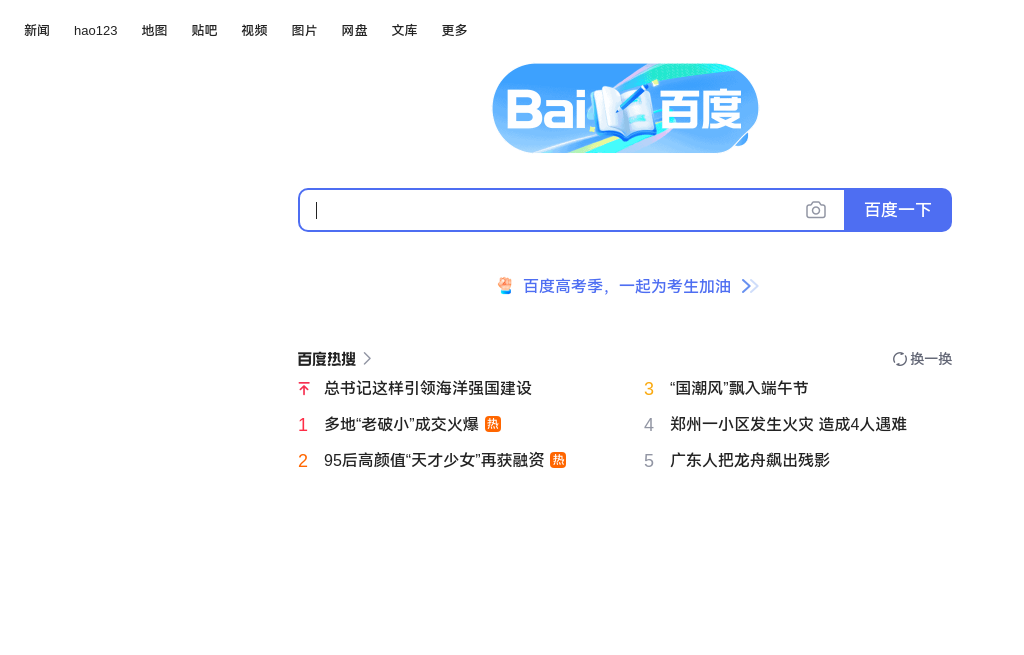 新闻 hao123 地图 贴吧 视频 图片 网盘 文库 更多
Bai 百度
百度一下
百度高考季，一起为考生加油
百度热搜 换一换
总书记这样引领海洋强国建设
1 多地“老破小”成交火爆 热
2 95后高颜值“天才少女”再获融资 热
3 “国潮风”飘入端午节
4 郑州一小区发生火灾 造成4人遇难
5 广东人把龙舟飙出残影